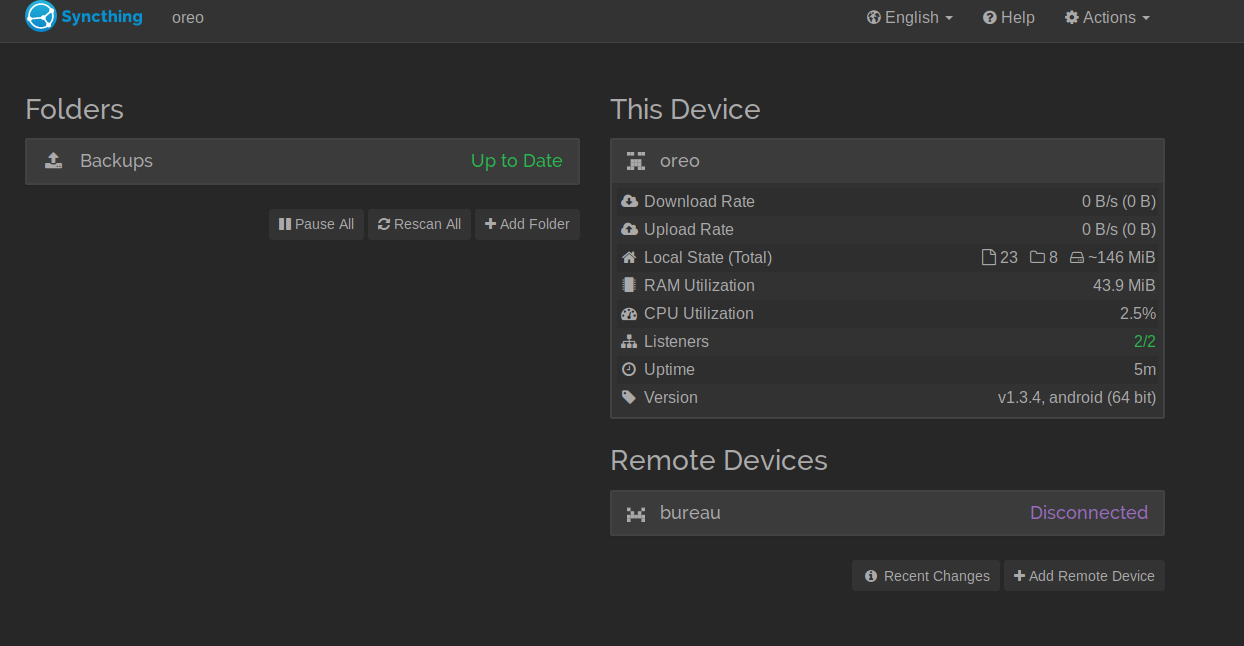 Syncthing oreo English Help Actions
Folders
Backups Up to Date
Pause All Rescan All Add Folder
This Device
oreo
Download Rate 0 B/s (0 B)
Upload Rate 0 B/s (0 B)
Local State (Total) 23 8 ~146 MiB
RAM Utilization 43.9 MiB
CPU Utilization 2.5%
Listeners 2/2
Uptime 5m
Version v1.3.4, android (64 bit)
Remote Devices
bureau Disconnected
Recent Changes Add Remote Device